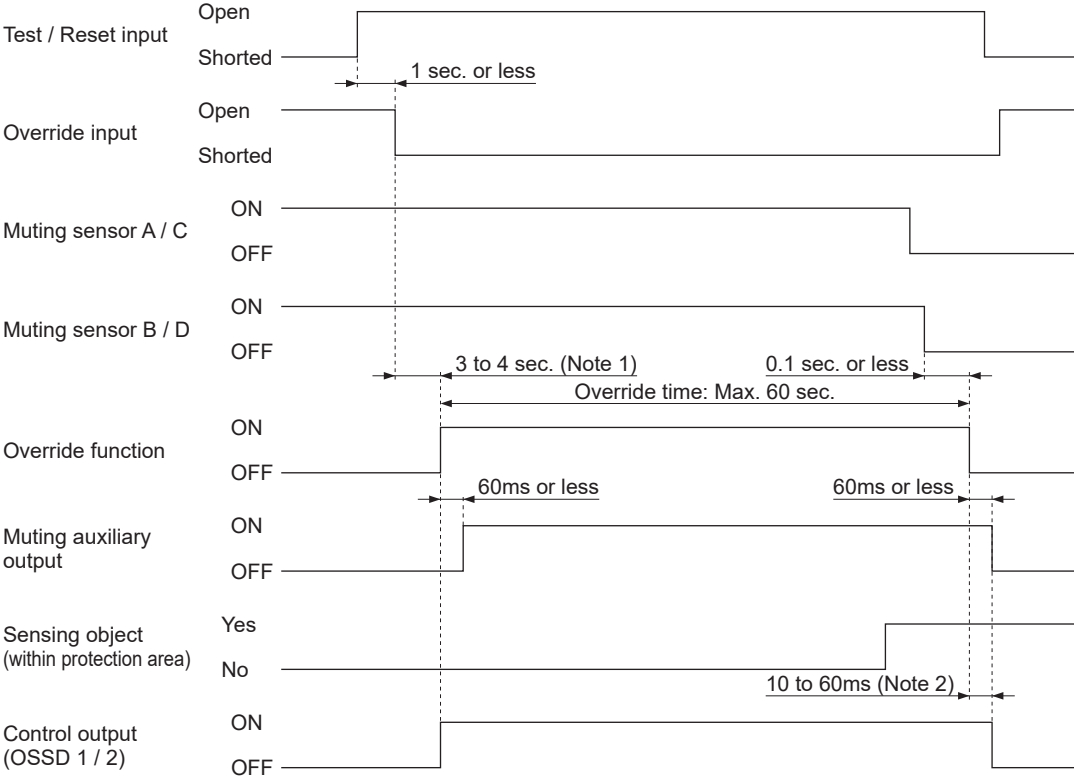 Open
Test / Reset input
Shorted
1 sec. or less
Open
Override input
Shorted
ON
Muting sensor A / C
OFF
ON
Muting sensor B / D
OFF
3 to 4 sec. (Note 1)
0.1 sec. or less
Override time: Max. 60 sec.
ON
Override function
OFF
60ms or less
60ms or less
ON
Muting auxiliary
output
OFF
Yes
Sensing object
(within protection area)
No
10 to 60ms (Note 2)
ON
Control output
(OSSD 1 / 2)
OFF